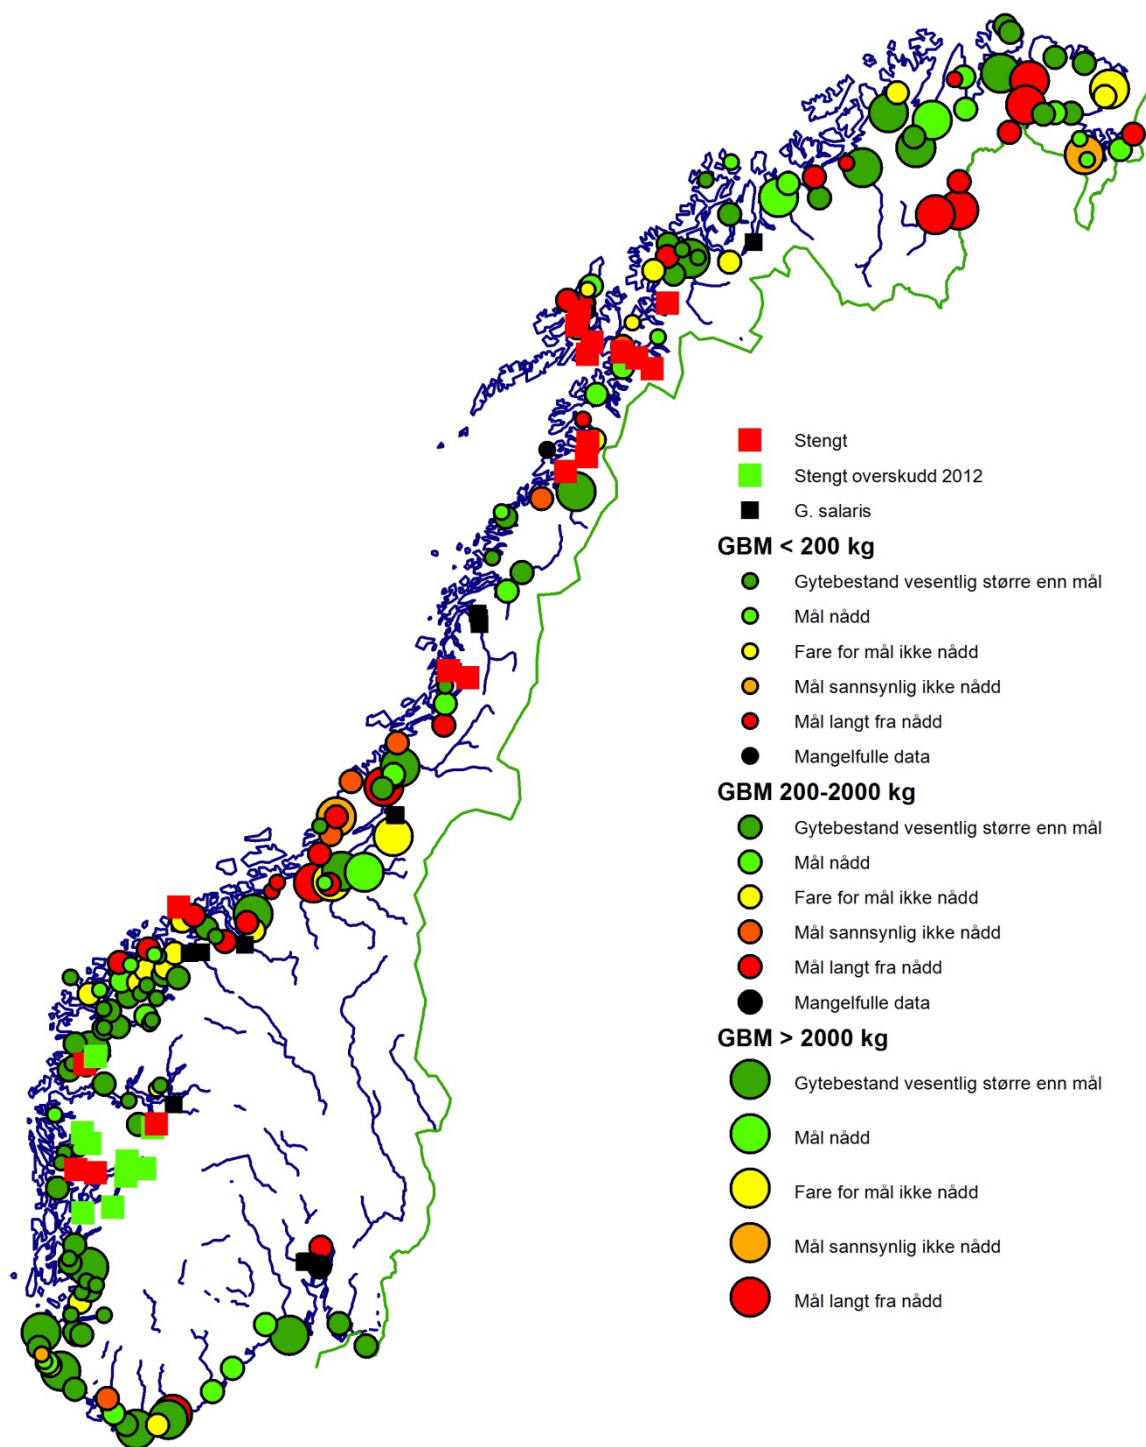 Stengt
Stengt overskudd 2012
G. salaris
GBM < 200 kg
Gytebestand vesentlig større enn mål
Mål nådd
Fare for mål ikke nådd
Mål sannsynlig ikke nådd
Mål langt fra nådd
Mangelfulle data
GBM 200-2000 kg
Gytebestand vesentlig større enn mål
Mål nådd
Fare for mål ikke nådd
Mål sannsynlig ikke nådd
Mål langt fra nådd
Mangelfulle data
GBM > 2000 kg
Gytebestand vesentlig større enn mål
Mål nådd
Fare for mål ikke nådd
Mål sannsynlig ikke nådd
Mål langt fra nådd